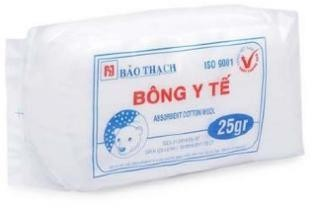 BẢO THẠCH
ISO 9001
BÔNG Y TẾ
ABSORBENT COTTON WOOL
25gr